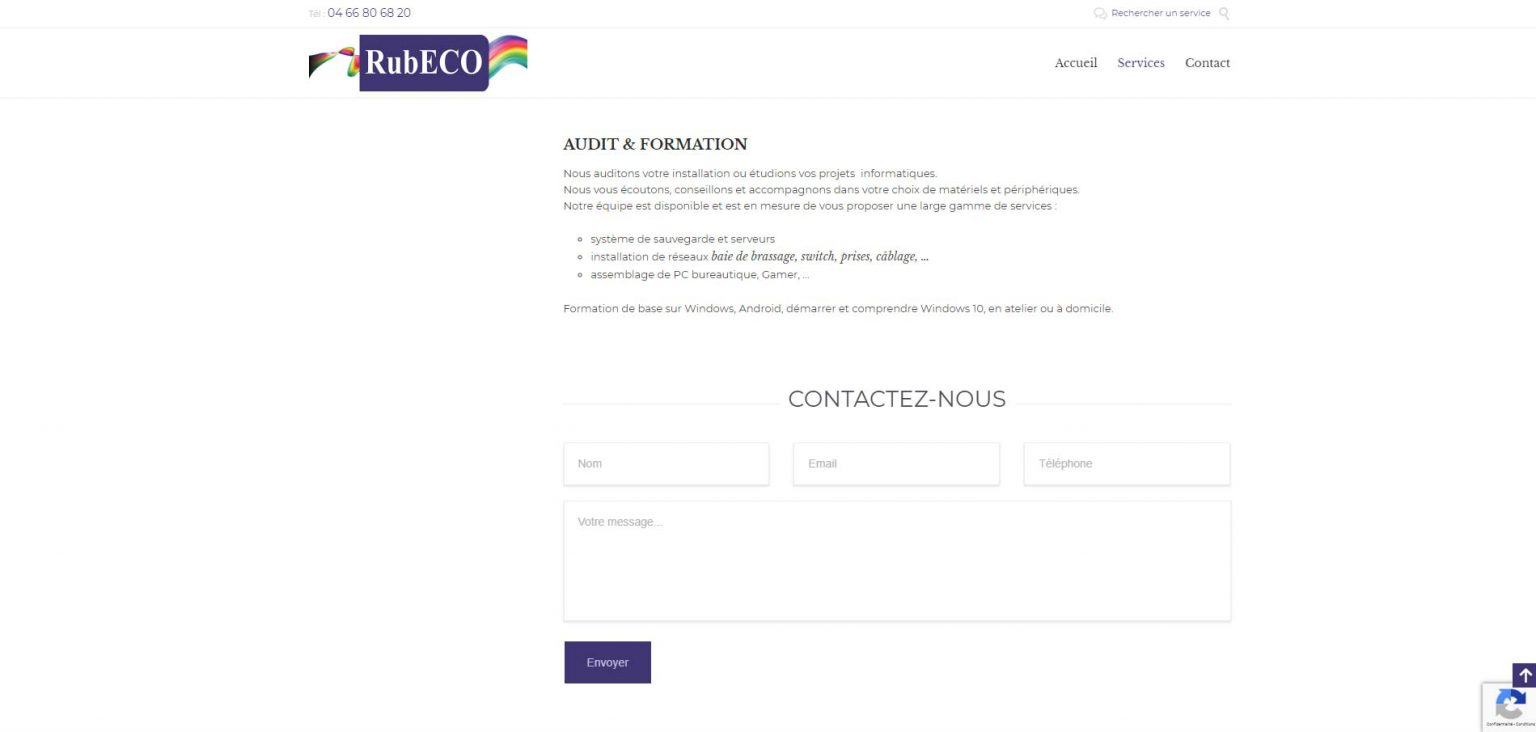 Tél : 04 66 80 68 20
Rechercher un service
RubECO
Accueil Services Contact
AUDIT & FORMATION
Nous auditons votre installation ou étudions vos projets informatiques.
Nous vous écoutons, conseillons et accompagnons dans votre choix de matériels et périphériques.
Notre équipe est disponible et est en mesure de vous proposer une large gamme de services :
système de sauvegarde et serveurs
installation de réseaux baie de brassage, switch, prises, câblage, ...
assemblage de PC bureautique, Gamer, ...
Formation de base sur Windows, Android, démarrer et comprendre Windows 10, en atelier ou à domicile.
CONTACTEZ-NOUS
Nom Email Téléphone
Votre message...
Envoyer
Confidentialité - Conditions